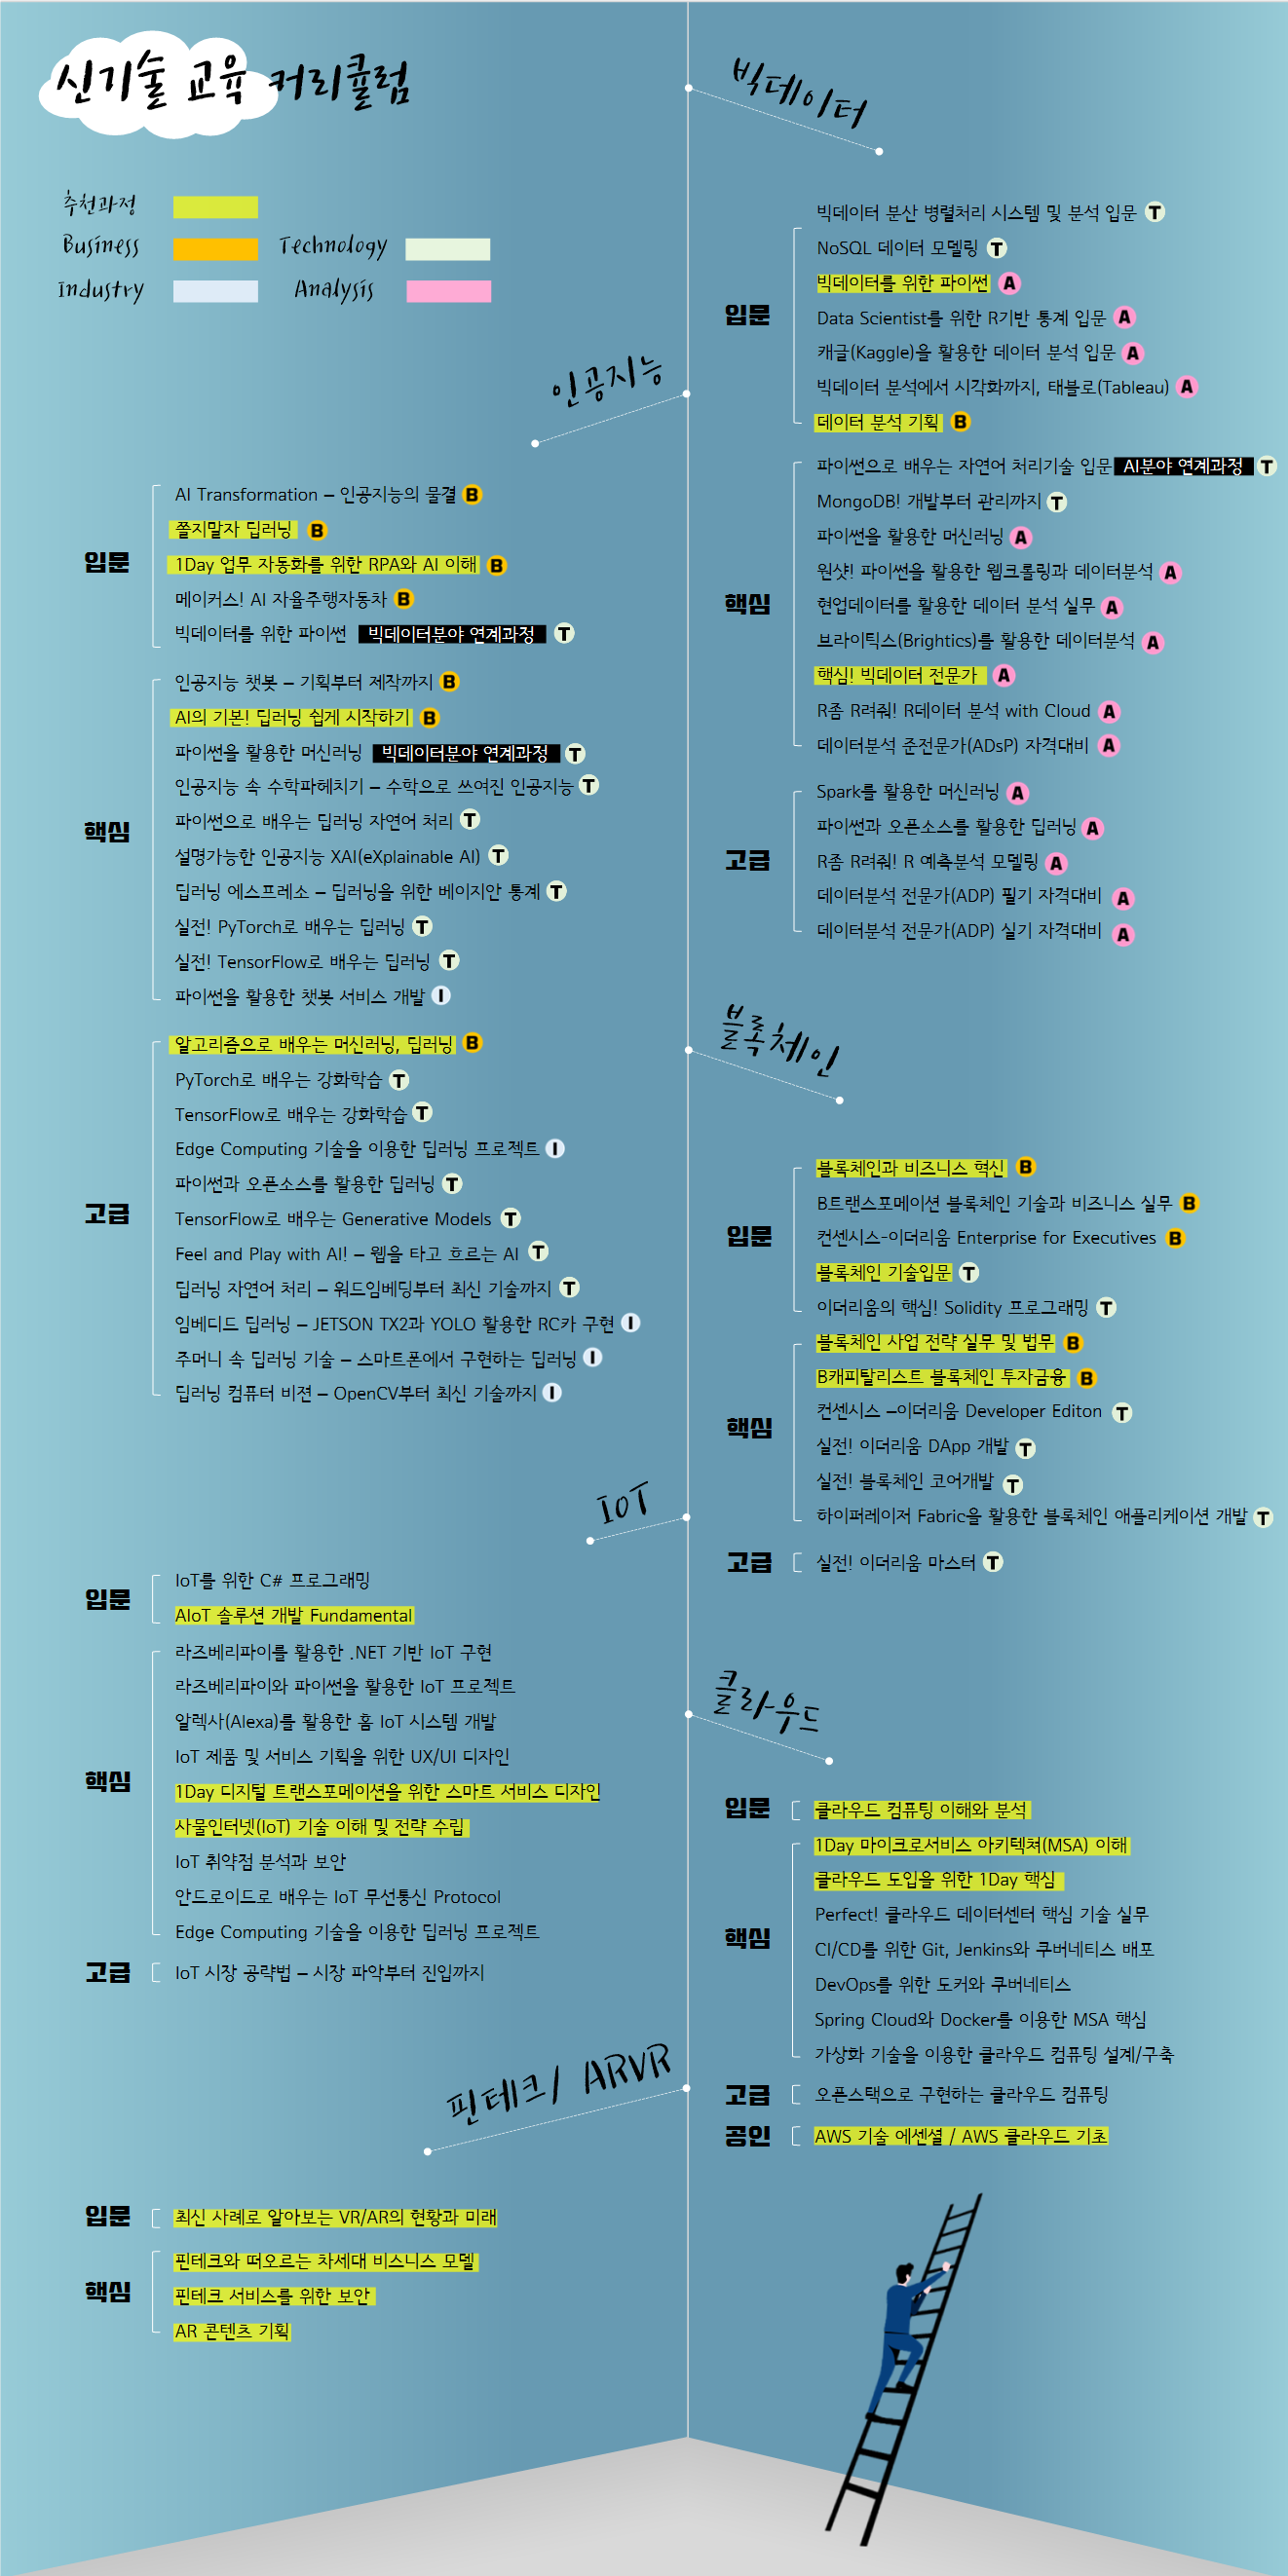 신기술 교육 커리큘럼
추천과정
Business
Technology
Industry
Analysis
인공지능
입문
AI Transformation – 인공지능의 물결 B
쫄지말자 딥러닝 B
1Day 업무 자동화를 위한 RPA와 AI 이해 B
메이커스! AI 자율주행자동차 B
빅데이터를 위한 파이썬 빅데이터분야 연계과정 T
핵심
인공지능 챗봇 – 기획부터 제작까지 B
AI의 기본! 딥러닝 쉽게 시작하기 B
파이썬을 활용한 머신러닝 빅데이터분야 연계과정 T
인공지능 속 수학파헤치기 – 수학으로 쓰여진 인공지능 T
파이썬으로 배우는 딥러닝 자연어 처리 T
설명가능한 인공지능 XAI(eXplainable AI) T
딥러닝 에스프레소 – 딥러닝을 위한 베이지안 통계 T
실전! PyTorch로 배우는 딥러닝 T
실전! TensorFlow로 배우는 딥러닝 T
파이썬을 활용한 챗봇 서비스 개발 I
고급
알고리즘으로 배우는 머신러닝, 딥러닝 B
PyTorch로 배우는 강화학습 T
TensorFlow로 배우는 강화학습 T
Edge Computing 기술을 이용한 딥러닝 프로젝트 I
파이썬과 오픈소스를 활용한 딥러닝 T
TensorFlow로 배우는 Generative Models T
Feel and Play with AI! – 웹을 타고 흐르는 AI T
딥러닝 자연어 처리 – 워드임베딩부터 최신 기술까지 T
임베디드 딥러닝 – JETSON TX2과 YOLO 활용한 RC카 구현 I
주머니 속 딥러닝 기술 – 스마트폰에서 구현하는 딥러닝 I
딥러닝 컴퓨터 비젼 – OpenCV부터 최신 기술까지 I
IoT
입문
IoT를 위한 C# 프로그래밍
AIoT 솔루션 개발 Fundamental
핵심
라즈베리파이를 활용한 .NET 기반 IoT 구현
라즈베리파이와 파이썬을 활용한 IoT 프로젝트
알렉사(Alexa)를 활용한 홈 IoT 시스템 개발
IoT 제품 및 서비스 기획을 위한 UX/UI 디자인
1Day 디지털 트랜스포메이션을 위한 스마트 서비스 디자인
사물인터넷(IoT) 기술 이해 및 전략 수립
IoT 취약점 분석과 보안
안드로이드로 배우는 IoT 무선통신 Protocol
Edge Computing 기술을 이용한 딥러닝 프로젝트
고급
IoT 시장 공략법 – 시장 파악부터 진입까지
핀테크/ ARVR
입문
최신 사례로 알아보는 VR/AR의 현황과 미래
핵심
핀테크와 떠오르는 차세대 비스니스 모델
핀테크 서비스를 위한 보안
AR 콘텐츠 기획
빅데이터
입문
빅데이터 분산 병렬처리 시스템 및 분석 입문 T
NoSQL 데이터 모델링 T
빅데이터를 위한 파이썬 A
Data Scientist를 위한 R기반 통계 입문 A
캐글(Kaggle)을 활용한 데이터 분석 입문 A
빅데이터 분석에서 시각화까지, 태블로(Tableau) A
데이터 분석 기획 B
핵심
파이썬으로 배우는 자연어 처리기술 입문 AI분야 연계과정 T
MongoDB! 개발부터 관리까지 T
파이썬을 활용한 머신러닝 A
원샷! 파이썬을 활용한 웹크롤링과 데이터분석 A
현업데이터를 활용한 데이터 분석 실무 A
브라이틱스(Brightics)를 활용한 데이터분석 A
핵심! 빅데이터 전문가 A
R좀 R려줘! R데이터 분석 with Cloud A
데이터분석 준전문가(ADsP) 자격대비 A
고급
Spark를 활용한 머신러닝 A
파이썬과 오픈소스를 활용한 딥러닝 A
R좀 R려줘! R 예측분석 모델링 A
데이터분석 전문가(ADP) 필기 자격대비 A
데이터분석 전문가(ADP) 실기 자격대비 A
블록체인
입문
블록체인과 비즈니스 혁신 B
B트랜스포메이션 블록체인 기술과 비즈니스 실무 B
컨센시스-이더리움 Enterprise for Executives B
블록체인 기술입문 T
이더리움의 핵심! Solidity 프로그래밍 T
핵심
블록체인 사업 전략 실무 및 법무 B
B캐피탈리스트 블록체인 투자금융 B
컨센시스 –이더리움 Developer Editon T
실전! 이더리움 DApp 개발 T
실전! 블록체인 코어개발 T
하이퍼레이저 Fabric을 활용한 블록체인 애플리케이션 개발 T
고급
실전! 이더리움 마스터 T
클라우드
입문
클라우드 컴퓨팅 이해와 분석
핵심
1Day 마이크로서비스 아키텍쳐(MSA) 이해
클라우드 도입을 위한 1Day 핵심
Perfect! 클라우드 데이터센터 핵심 기술 실무
CI/CD를 위한 Git, Jenkins와 쿠버네티스 배포
DevOps를 위한 도커와 쿠버네티스
Spring Cloud와 Docker를 이용한 MSA 핵심
가상화 기술을 이용한 클라우드 컴퓨팅 설계/구축
고급
오픈스택으로 구현하는 클라우드 컴퓨팅
공인
AWS 기술 에센셜 / AWS 클라우드 기초